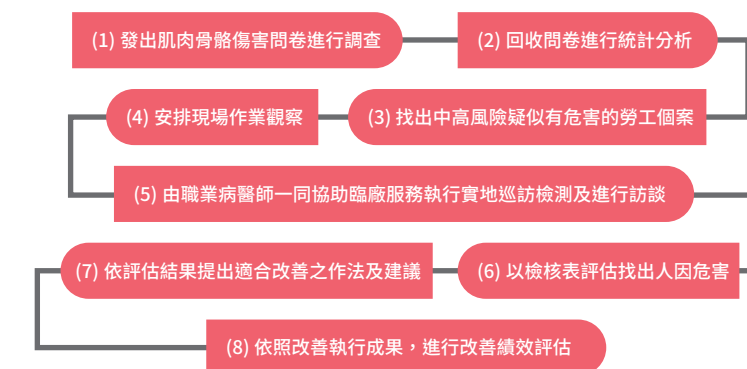 (1) 發出肌肉骨骼傷害問卷進行調查
(2) 回收問卷進行統計分析
(3) 找出中高風險疑似有危害的勞工個案
(4) 安排現場作業觀察
(5) 由職業病醫師一同協助臨廠服務執行實地巡訪檢測及進行訪談
(6) 以檢核表評估找出人因危害
(7) 依評估結果提出適合改善之作法及建議
(8) 依照改善執行成果，進行改善績效評估